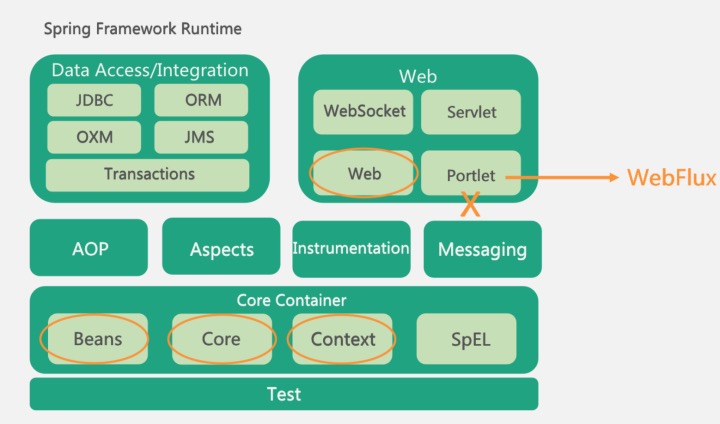 Spring Framework Runtime
Data Access/Integration
JDBC ORM
OXM JMS
Transactions
Web
WebSocket Servlet
Web Portlet
WebFlux
X
AOP Aspects Instrumentation Messaging
Core Container
Beans Core Context SpEL
Test